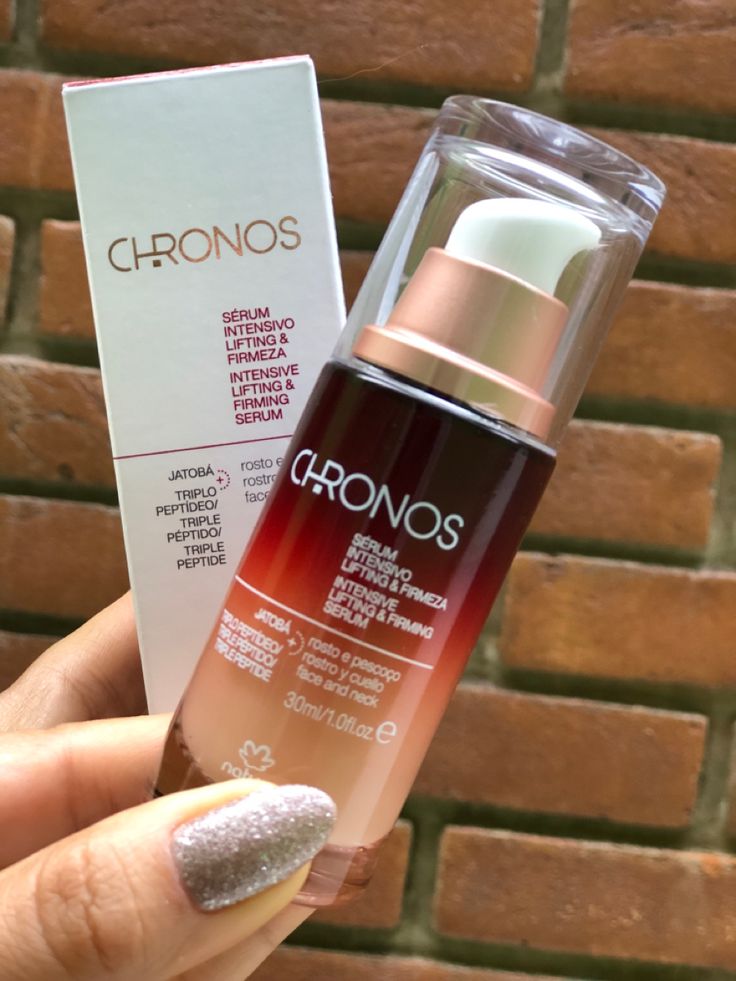 CHRONOS
SÉRUM
INTENSIVO
LIFTING &
FIRMEZA
INTENSIVE
LIFTING &
FIRMING
SERUM
JATOBÁ
+
TRIPLO
PEPTÍDEO/
TRIPLE
PÉPTIDO/
TRIPLE
PEPTIDE
rosto e
rostro
face
CHRONOS
SÉRUM
INTENSIVO
LIFTING & FIRMEZA
INTENSIVE
LIFTING & FIRMING
SERUM
JATOBÁ
+
TRIPLO PEPTÍDEO/
TRIPLE PÉPTIDO/
TRIPLE PEPTIDE
rosto e pescoço
rostro y cuello
face and neck
30ml/1.0fl.oz. e